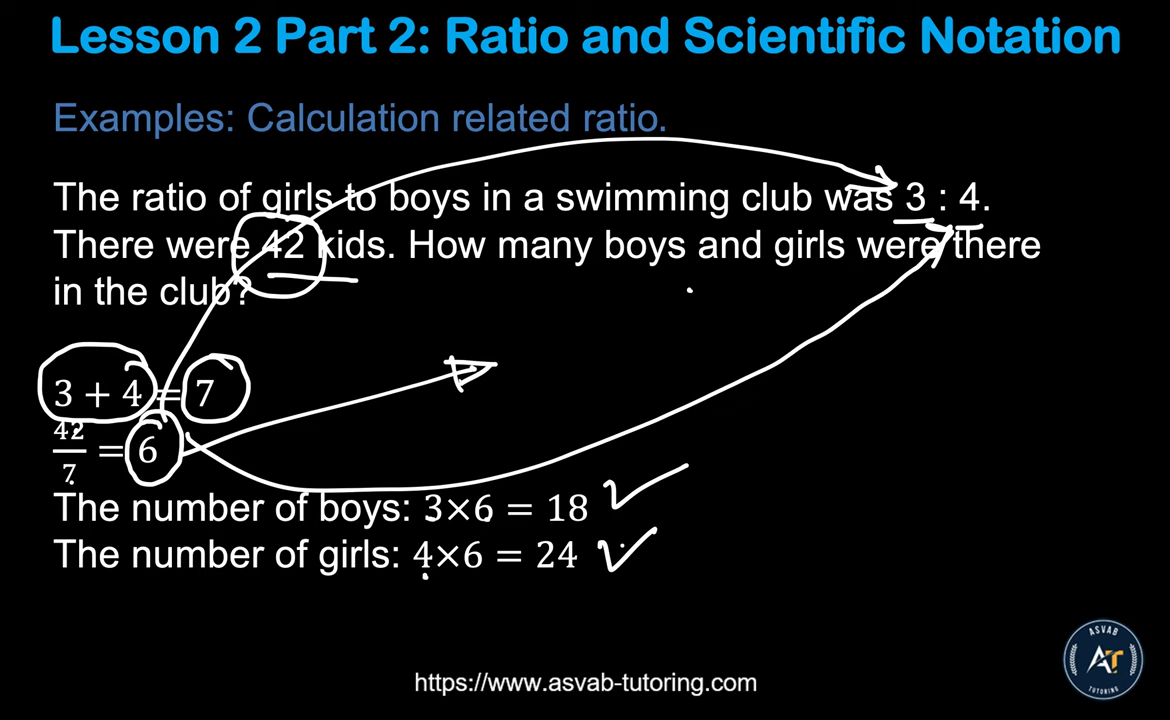 Lesson 2 Part 2: Ratio and Scientific Notation
Examples: Calculation related ratio.
The ratio of girls to boys in a swimming club was 3 : 4.
There were 42 kids. How many boys and girls were there
in the club?
3 + 4 = 7
42/7 = 6
The number of boys: 3×6 = 18
The number of girls: 4×6 = 24
https://www.asvab-tutoring.com
ASVAB
AT
TUTORING